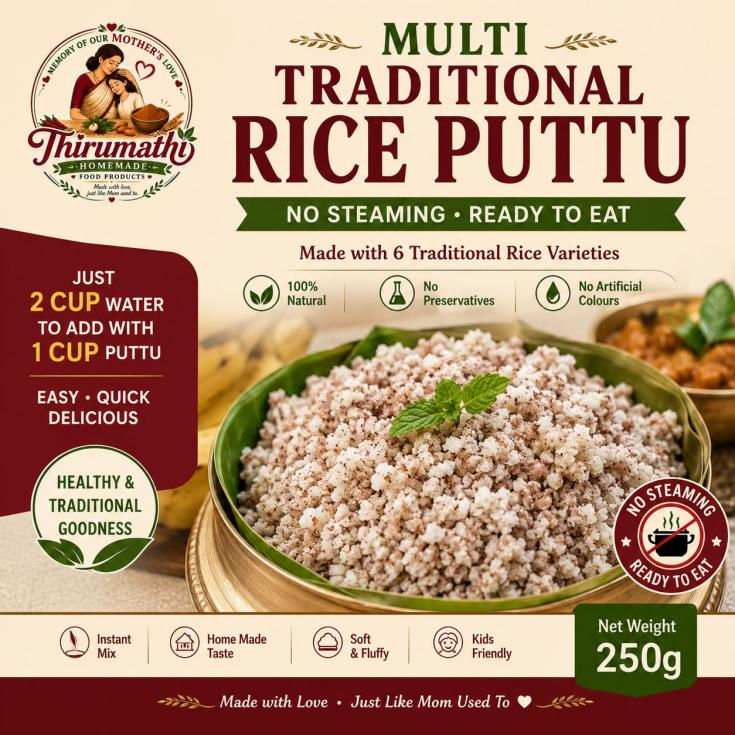 MEMORY OF OUR MOTHER'S LOVE
Thirumathi
HOMEMADE
FOOD PRODUCTS
Made with love,
just like Mom used to.
MULTI
TRADITIONAL
RICE PUTTU
NO STEAMING • READY TO EAT
Made with 6 Traditional Rice Varieties
100%
Natural
No
Preservatives
No Artificial
Colours
JUST
2 CUP WATER
TO ADD WITH
1 CUP PUTTU
EASY • QUICK
DELICIOUS
HEALTHY &
TRADITIONAL
GOODNESS
NO STEAMING
READY TO EAT
Instant
Mix
Home Made
Taste
Soft
& Fluffy
Kids
Friendly
Net Weight
250g
Made with Love • Just Like Mom Used To